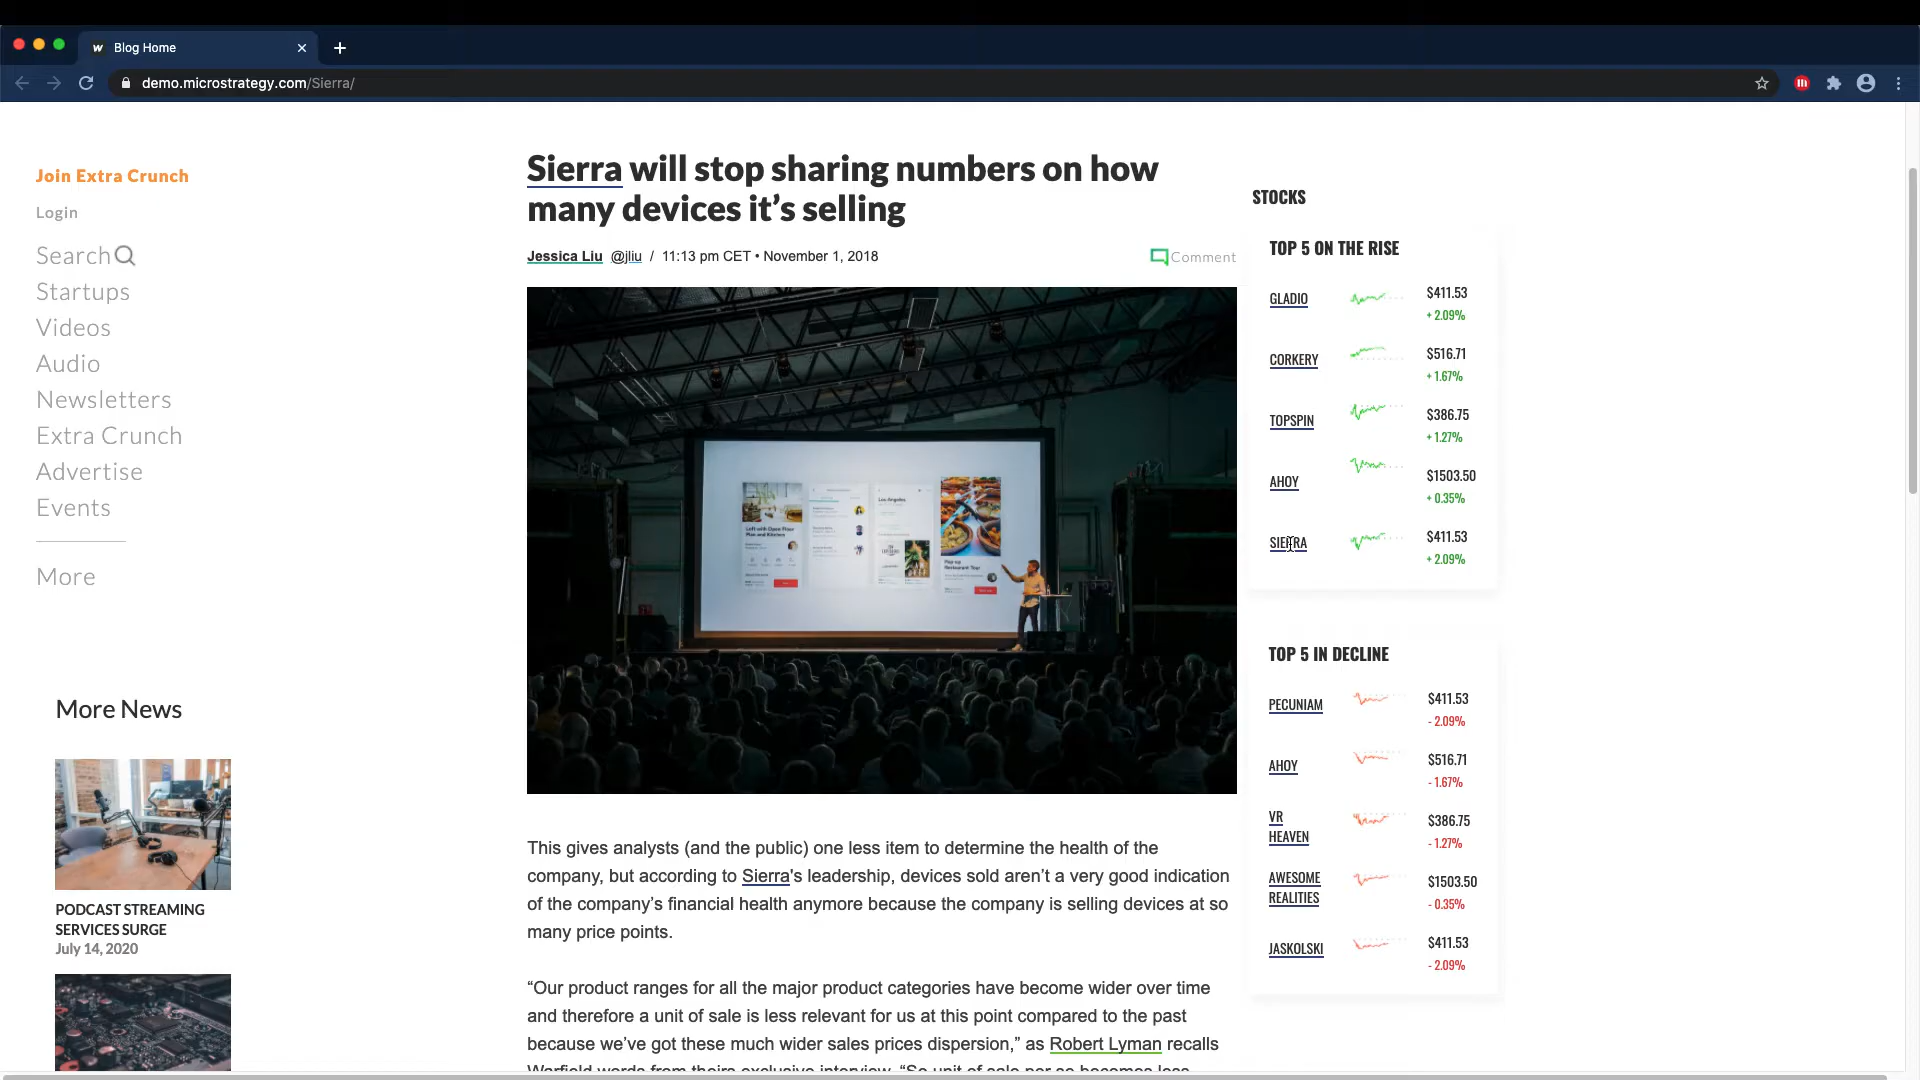 Blog Home
demo.microstrategy.com/Sierra/
Join Extra Crunch
Login
Search
Startups
Videos
Audio
Newsletters
Extra Crunch
Advertise
Events
More
More News
PODCAST STREAMING
SERVICES SURGE
July 14, 2020
Sierra will stop sharing numbers on how
many devices it’s selling
Jessica Liu @jliu / 11:13 pm CET • November 1, 2018
Comment
Los Angeles
This gives analysts (and the public) one less item to determine the health of the
company, but according to Sierra's leadership, devices sold aren’t a very good indication
of the company’s financial health anymore because the company is selling devices at so
many price points.
“Our product ranges for all the major product categories have become wider over time
and therefore a unit of sale is less relevant for us at this point compared to the past
because we’ve got these much wider sales prices dispersion,” as Robert Lyman recalls
STOCKS
TOP 5 ON THE RISE
GLADIO
$411.53
+ 2.09%
CORKERY
$516.71
+ 1.67%
TOPSPIN
$386.75
+ 1.27%
AHOY
$1503.50
+ 0.35%
SIERRA
$411.53
+ 2.09%
TOP 5 IN DECLINE
PECUNIAM
$411.53
- 2.09%
AHOY
$516.71
- 1.67%
VR
HEAVEN
$386.75
- 1.27%
AWESOME
REALITIES
$1503.50
- 0.35%
JASKOLSKI
$411.53
- 2.09%